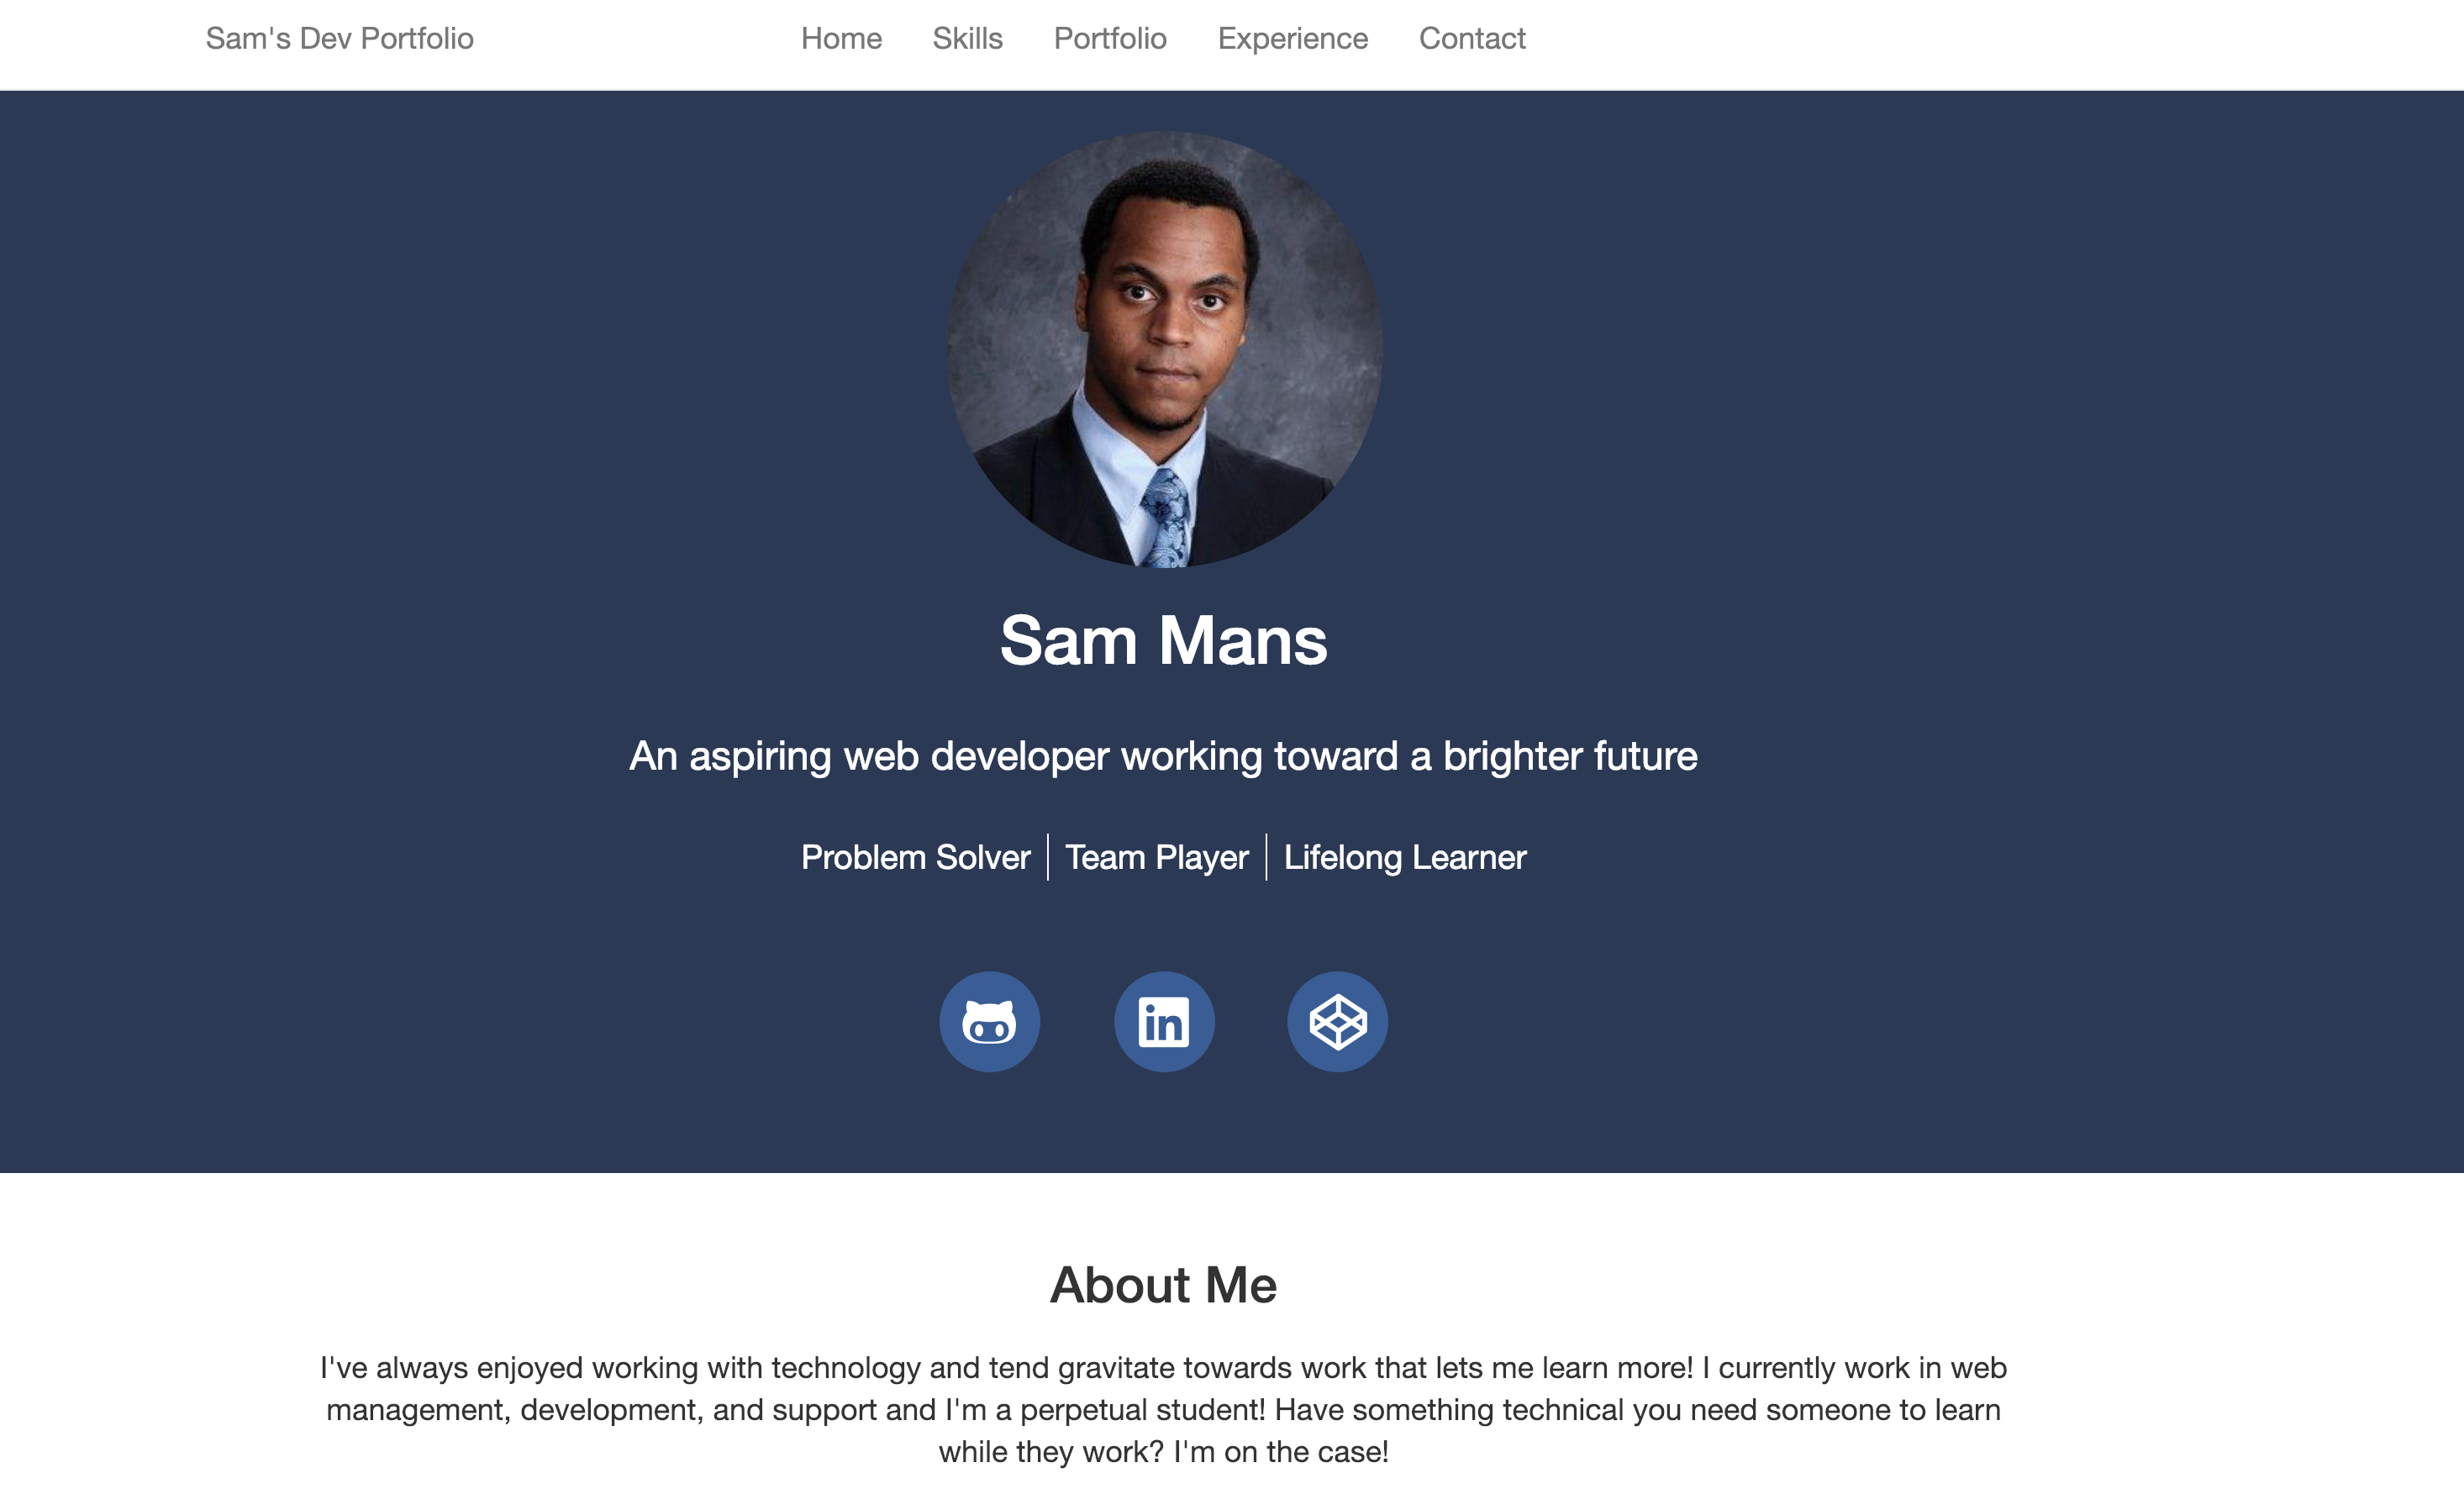 Sam's Dev Portfolio
Home Skills Portfolio Experience Contact
Sam Mans
An aspiring web developer working toward a brighter future
Problem Solver | Team Player | Lifelong Learner
in
About Me
I've always enjoyed working with technology and tend gravitate towards work that lets me learn more! I currently work in web
management, development, and support and I'm a perpetual student! Have something technical you need someone to learn
while they work? I'm on the case!